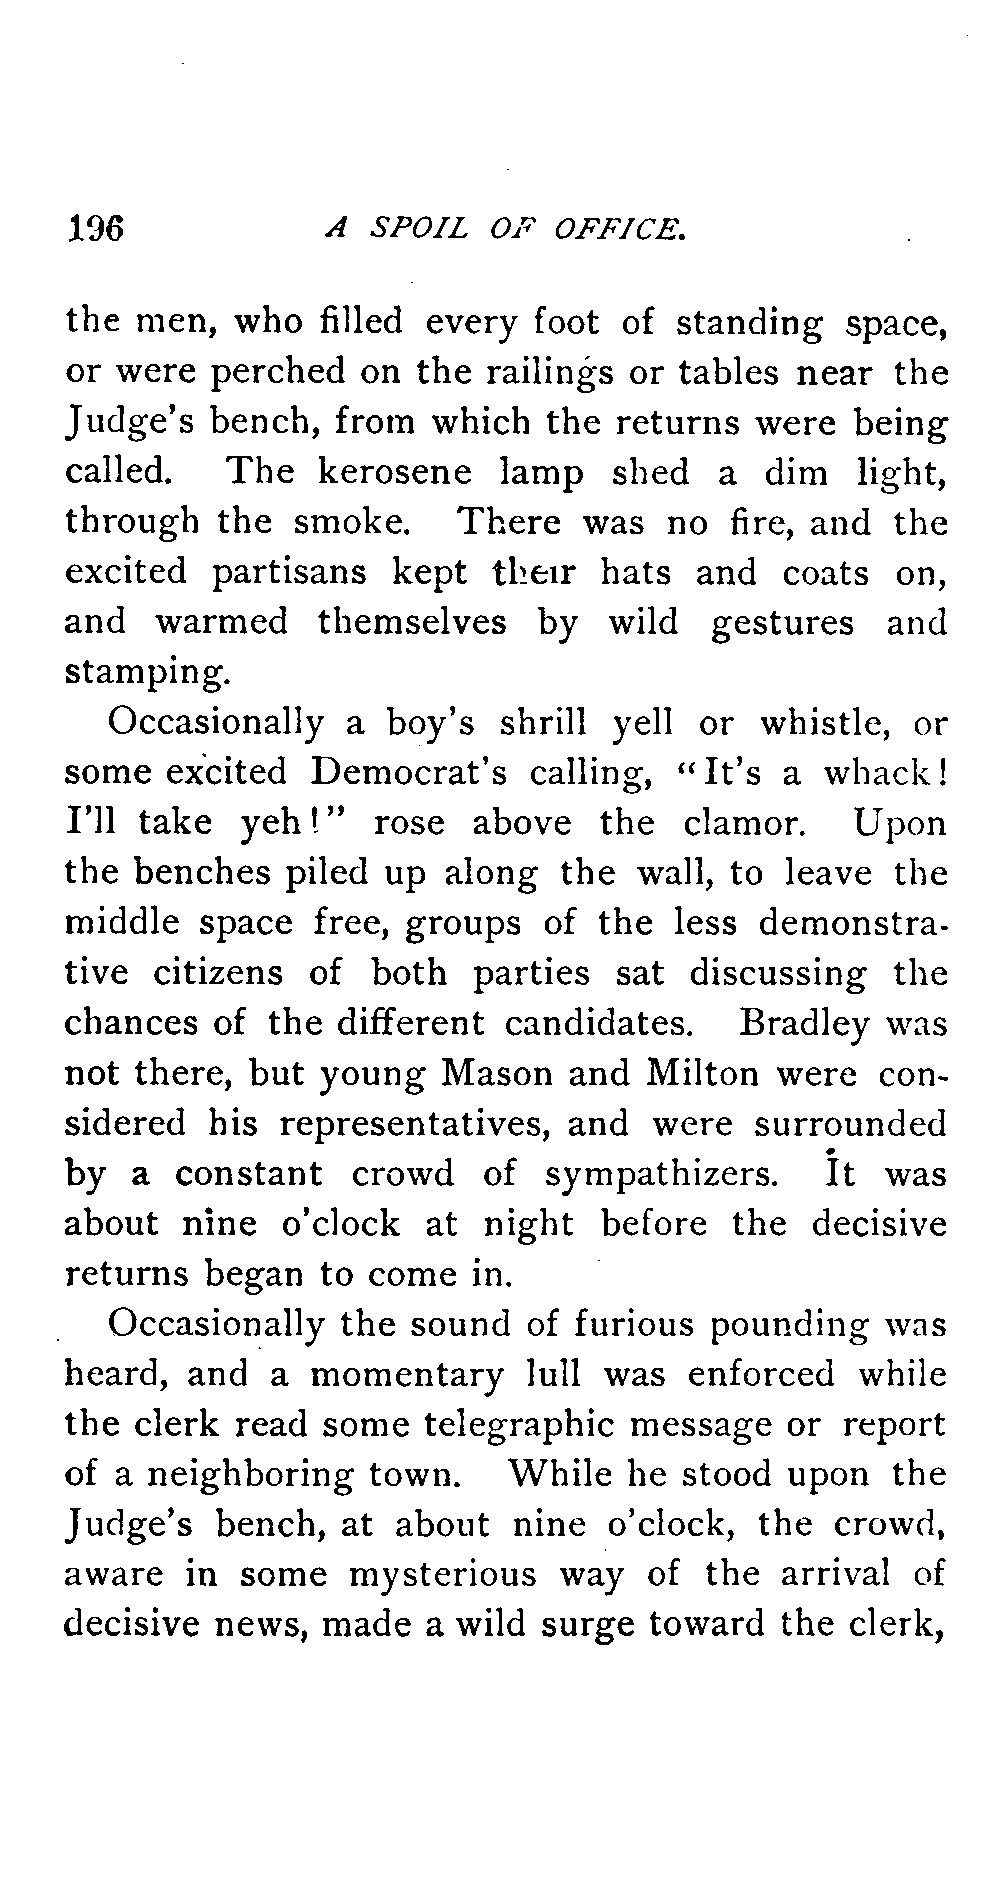 196 A SPOIL OF OFFICE.
the men, who filled every foot of standing space,
or were perched on the railings or tables near the
Judge's bench, from which the returns were being
called. The kerosene lamp shed a dim light,
through the smoke. There was no fire, and the
excited partisans kept their hats and coats on,
and warmed themselves by wild gestures and
stamping.
Occasionally a boy's shrill yell or whistle, or
some excited Democrat's calling, "It's a whack!
I'll take yeh!" rose above the clamor. Upon
the benches piled up along the wall, to leave the
middle space free, groups of the less demonstra-
tive citizens of both parties sat discussing the
chances of the different candidates. Bradley was
not there, but young Mason and Milton were con-
sidered his representatives, and were surrounded
by a constant crowd of sympathizers. It was
about nine o'clock at night before the decisive
returns began to come in.
Occasionally the sound of furious pounding was
heard, and a momentary lull was enforced while
the clerk read some telegraphic message or report
of a neighboring town. While he stood upon the
Judge's bench, at about nine o'clock, the crowd,
aware in some mysterious way of the arrival of
decisive news, made a wild surge toward the clerk,